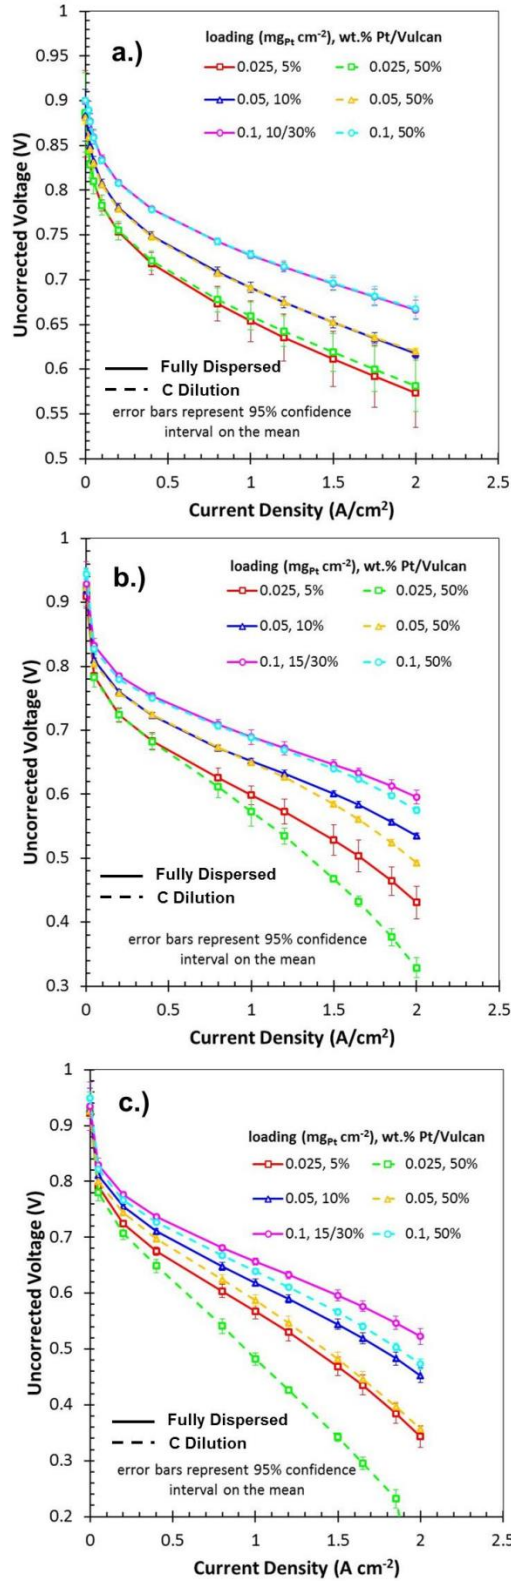 a.)
loading (mgPt cm-2), wt.% Pt/Vulcan
0.025, 5%
0.025, 50%
0.05, 10%
0.05, 50%
0.1, 10/30%
0.1, 50%
Fully Dispersed
C Dilution
error bars represent 95% confidence
interval on the mean
Uncorrected Voltage (V)
1
0.95
0.9
0.85
0.8
0.75
0.7
0.65
0.6
0.55
0.5
0
0.5
1
1.5
2
2.5
Current Density (A/cm2)
b.)
loading (mgPt cm-2), wt.% Pt/Vulcan
0.025, 5%
0.025, 50%
0.05, 10%
0.05, 50%
0.1, 15/30%
0.1, 50%
Fully Dispersed
C Dilution
error bars represent 95% confidence
interval on the mean
Uncorrected Voltage (V)
1
0.9
0.8
0.7
0.6
0.5
0.4
0.3
0
0.5
1
1.5
2
2.5
Current Density (A/cm2)
c.)
loading (mgPt cm-2), wt.% Pt/Vulcan
0.025, 5%
0.025, 50%
0.05, 10%
0.05, 50%
0.1, 15/30%
0.1, 50%
Fully Dispersed
C Dilution
error bars represent 95% confidence
interval on the mean
Uncorrected Voltage (V)
1
0.9
0.8
0.7
0.6
0.5
0.4
0.3
0.2
0
0.5
1
1.5
2
2.5
Current Density (A cm-2)